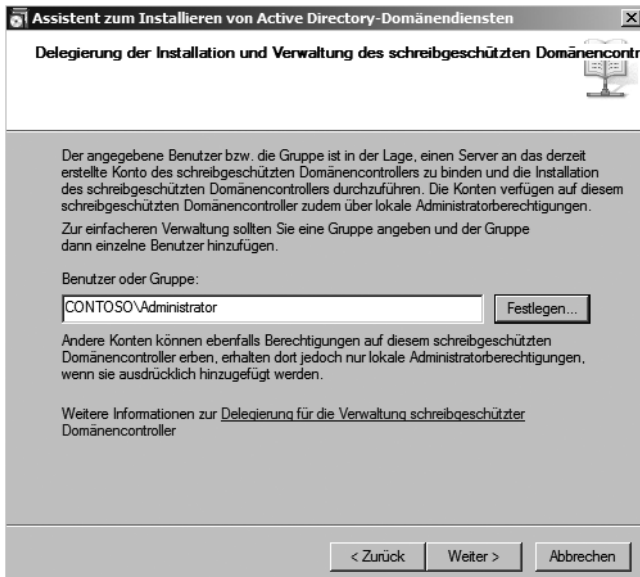 Assistent zum Installieren von Active Directory-Domänendiensten
Delegierung der Installation und Verwaltung des schreibgeschützten Domänencontr
Der angegebene Benutzer bzw. die Gruppe ist in der Lage, einen Server an das derzeit
erstellte Konto des schreibgeschützten Domänencontrollers zu binden und die Installation
des schreibgeschützten Domänencontrollers durchzuführen. Die Konten verfügen auf diesem
schreibgeschützten Domänencontroller zudem über lokale Administratorberechtigungen.
Zur einfacheren Verwaltung sollten Sie eine Gruppe angeben und der Gruppe
dann einzelne Benutzer hinzufügen.
Benutzer oder Gruppe:
CONTOSO\Administrator
Festlegen...
Andere Konten können ebenfalls Berechtigungen auf diesem schreibgeschützten
Domänencontroller erben, erhalten dort jedoch nur lokale Administratorberechtigungen,
wenn sie ausdrücklich hinzugefügt werden.
Weitere Informationen zur Delegierung für die Verwaltung schreibgeschützter
Domänencontroller
< Zurück
Weiter >
Abbrechen